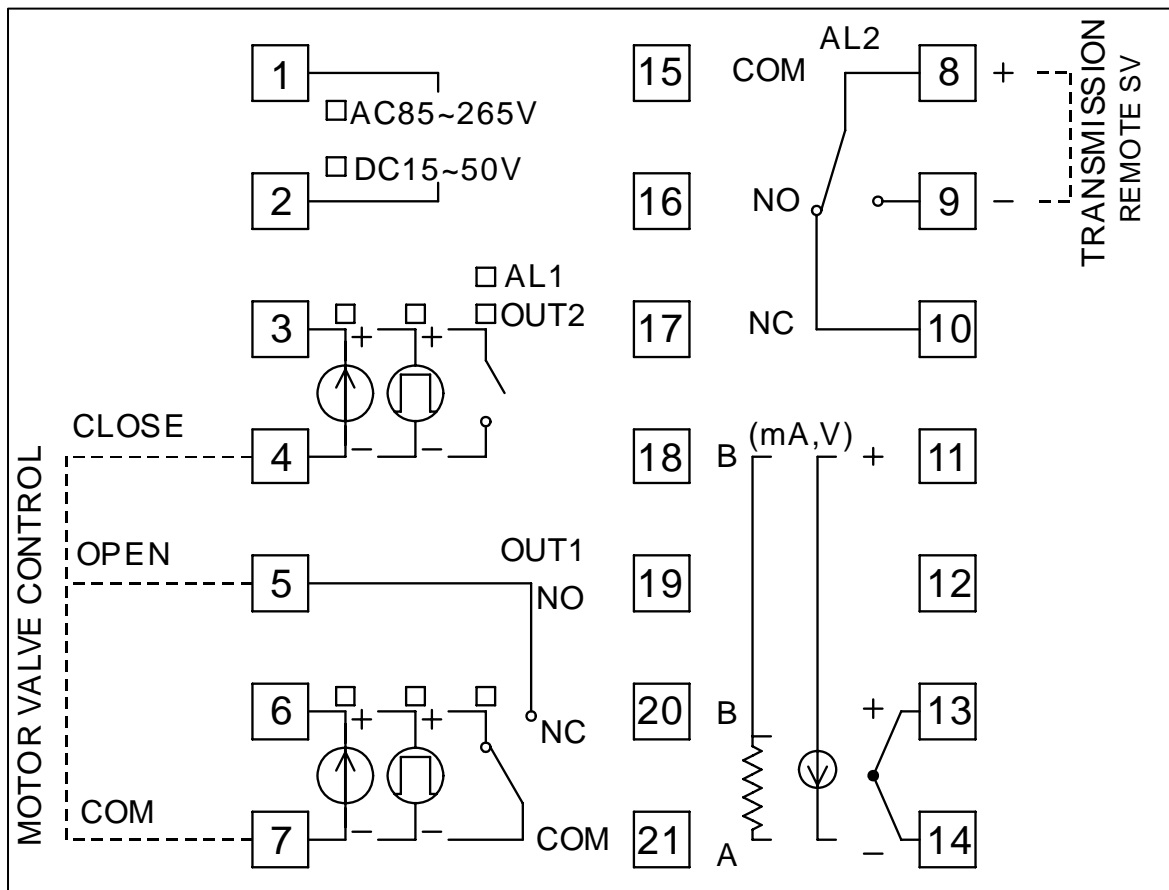 AL2
1
15
COM
8
+
□AC85~265V
□DC15~50V
2
16
NO
9
−
TRANSMISSION
REMOTE SV
□AL1
□OUT2
3
+
+
17
NC
10
CLOSE
4
−
−
18
B
(mA,V)
+
11
MOTOR VALVE CONTROL
OPEN
5
OUT1
NO
19
12
6
+
+
NC
20
B
+
13
COM
7
−
−
COM
21
A
−
14